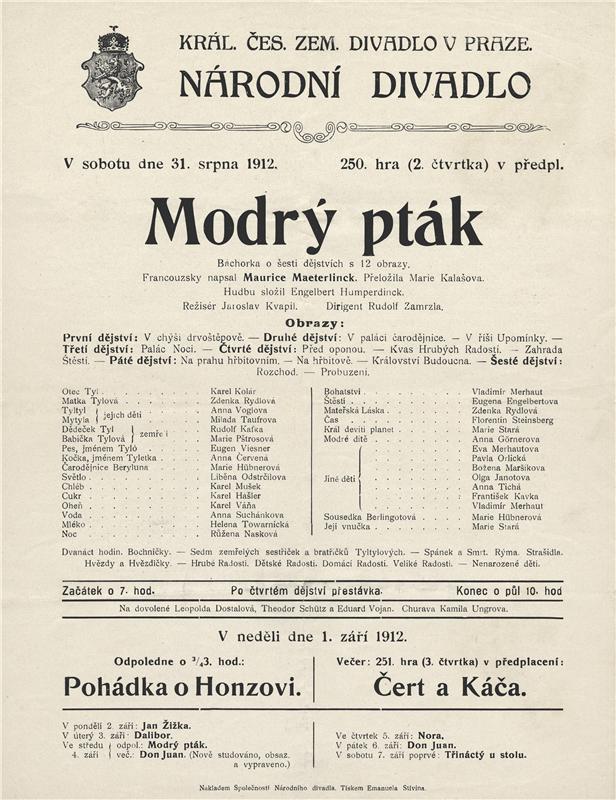 KRÁL. ČES. ZEM. DIVADLO V PRAZE.
NÁRODNÍ DIVADLO
V sobotu dne 31. srpna 1912. 250. hra (2. čtvrtka) v předpl.
Modrý pták
Báchorka o šesti dějstvích s 12 obrazy.
Francouzsky napsal Maurice Maeterlinck. Přeložila Marie Kalašova.
Hudbu složil Engelbert Humperdinck.
Režisér Jaroslav Kvapil. Dirigent Rudolf Zamrzla.
Obrazy:
První dějství: V chýši drvoštěpově. — Druhé dějství: V paláci čarodějnice. — V říši Upomínky. —
Třetí dějství: Palác Noci. — Čtvrté dějství: Před oponou. — Kvas Hrubých Radostí. — Zahrada
Štěstí. — Páté dějství: Na prahu hřbitovním. — Na hřbitově. — Království Budoucna. — Šesté dějství:
Rozchod. — Probuzení.
Otec Tyl . . . . . . . Karel Kolár
Matka Tylová . . . . . . . Zdenka Rydlová
Tyltyl } jejich děti . . . . . Anna Voglova
Mytyla } . . . . . Milada Taufrova
Dědeček Tyl } zemřelí . . . . Rudolf Kafka
Babička Tylová } . . . . Marie Pštrosová
Pes, jménem Tyló . . . . . . Eugen Viesner
Kočka, jménem Tyletka . . . . Anna Červená
Čarodějnice Beryluna . . . . . Marie Hübnerová
Světlo . . . . . . . Liběna Odstrčilova
Chléb . . . . . . . Karel Mušek
Cukr . . . . . . . Karel Hašler
Oheň . . . . . . . Karel Váňa
Voda . . . . . . . Anna Suchánkova
Mléko . . . . . . . Helena Towarnická
Noc . . . . . . . Růžena Nasková
Bohatství . . . . . . . Vladimír Merhaut
Štěstí . . . . . . . Eugena Engelbertova
Mateřská Láska . . . . . . Zdenka Rydlová
Čas . . . . . . . Florentin Steinsberg
Král devíti planet . . . . . Marie Stará
Modré dítě . . . . . . . Anna Görnerova
Jiné děti { . . . . . . Eva Merhautova
Pavla Orlická
Božena Maršíkova
Olga Janotova
Anna Tichá
František Kavka
Vladimír Merhaut
Sousedka Berlingotová . . . . Marie Hübnerová
Její vnučka . . . . . . Marie Stará
Dvanáct hodin. Bochníčky. — Sedm zemřelých sestřiček a bratříčků Tyltylových. — Spánek a Smrt. Rýma. Strašidla.
Hvězdy a Hvězdičky. — Hrubé Radosti. Dětské Radosti. Domácí Radosti. Veliké Radosti. — Nenarozené děti.
Začátek o 7. hod. Po čtvrtém dějství přestávka. Konec o půl 10. hod
Na dovolené Leopolda Dostalová, Theodor Schütz a Eduard Vojan. Churava Kamila Ungrova.
V neděli dne 1. září 1912.
Odpoledne o ¾3. hod.:
Pohádka o Honzovi.
Večer: 251. hra (3. čtvrtka) v předplacení:
Čert a Káča.
V pondělí 2. září: Jan Žižka.
V úterý 3. září: Dalibor.
Ve středu { odpol.: Modrý pták.
4. září { več.: Don Juan. (Nově studováno, obsaz.
a vypraveno.)
Ve čtvrtek 5. září: Nora,
V pátek 6. září: Don Juan.
V sobotu 7. září poprvé: Třináctý u stolu.
Nákladem Společnosti Národního divadla. Tiskem Emanuela Stivína.